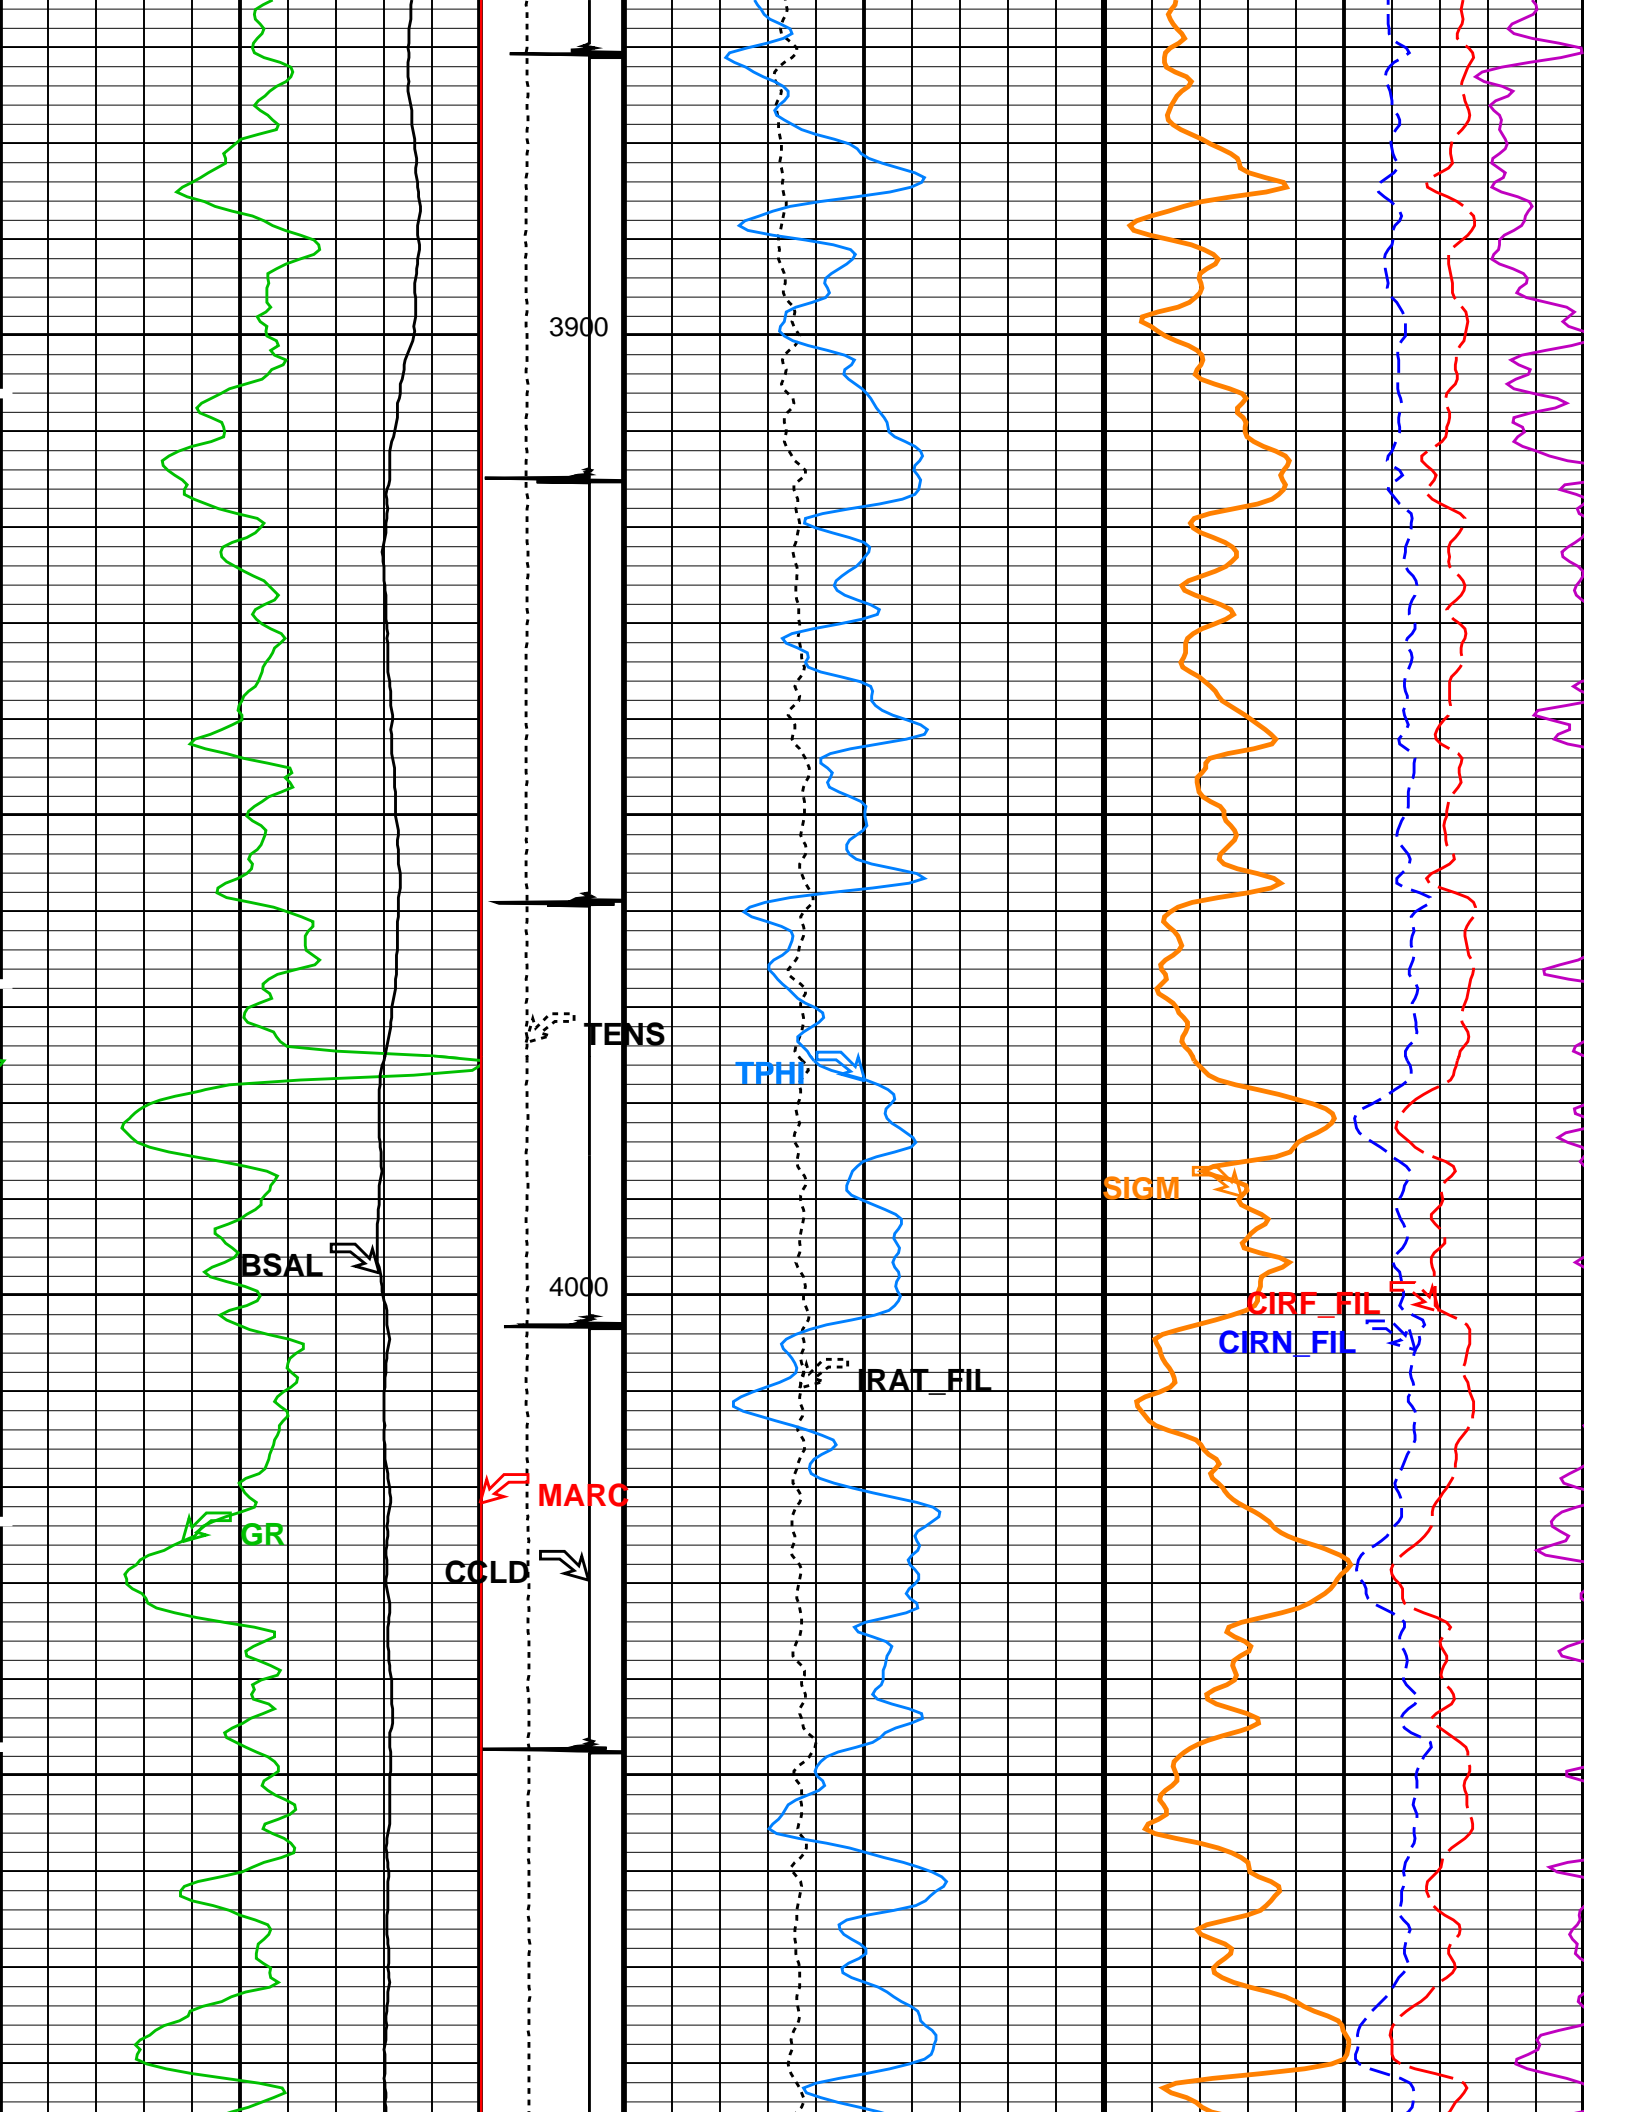 3900
TENS
TPHI
SIGM
BSAL
4000
CIRF_FIL
CIRN_FIL
IRAT_FIL
MARC
GR
CCLD